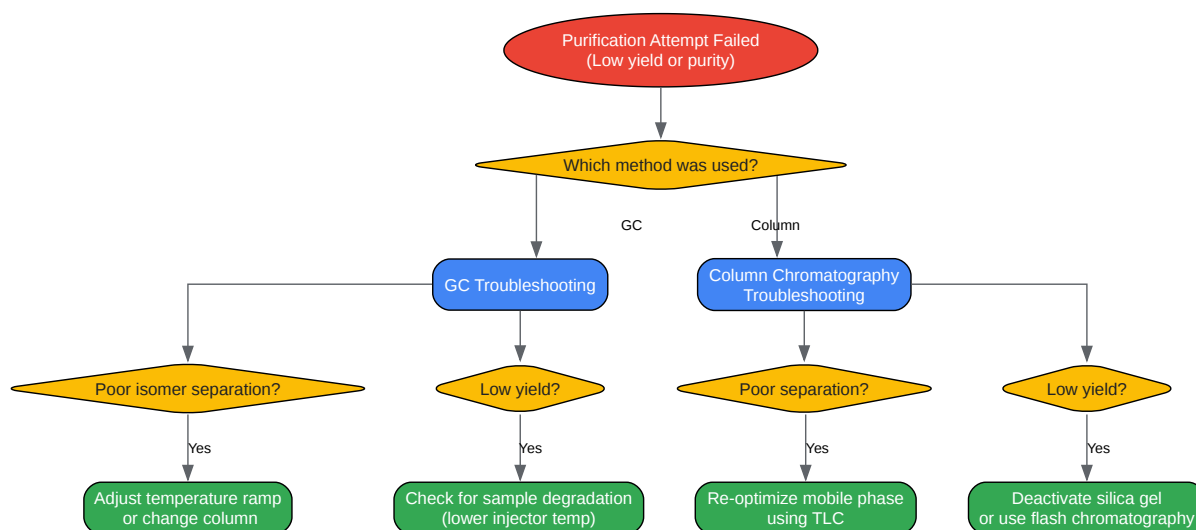 Purification Attempt Failed
(Low yield or purity)
Which method was used?
GC
Column
GC Troubleshooting
Column Chromatography
Troubleshooting
Poor isomer separation?
Low yield?
Poor separation?
Low yield?
Yes
Yes
Yes
Yes
Adjust temperature ramp
or change column
Check for sample degradation
(lower injector temp)
Re-optimize mobile phase
using TLC
Deactivate silica gel
or use flash chromatography